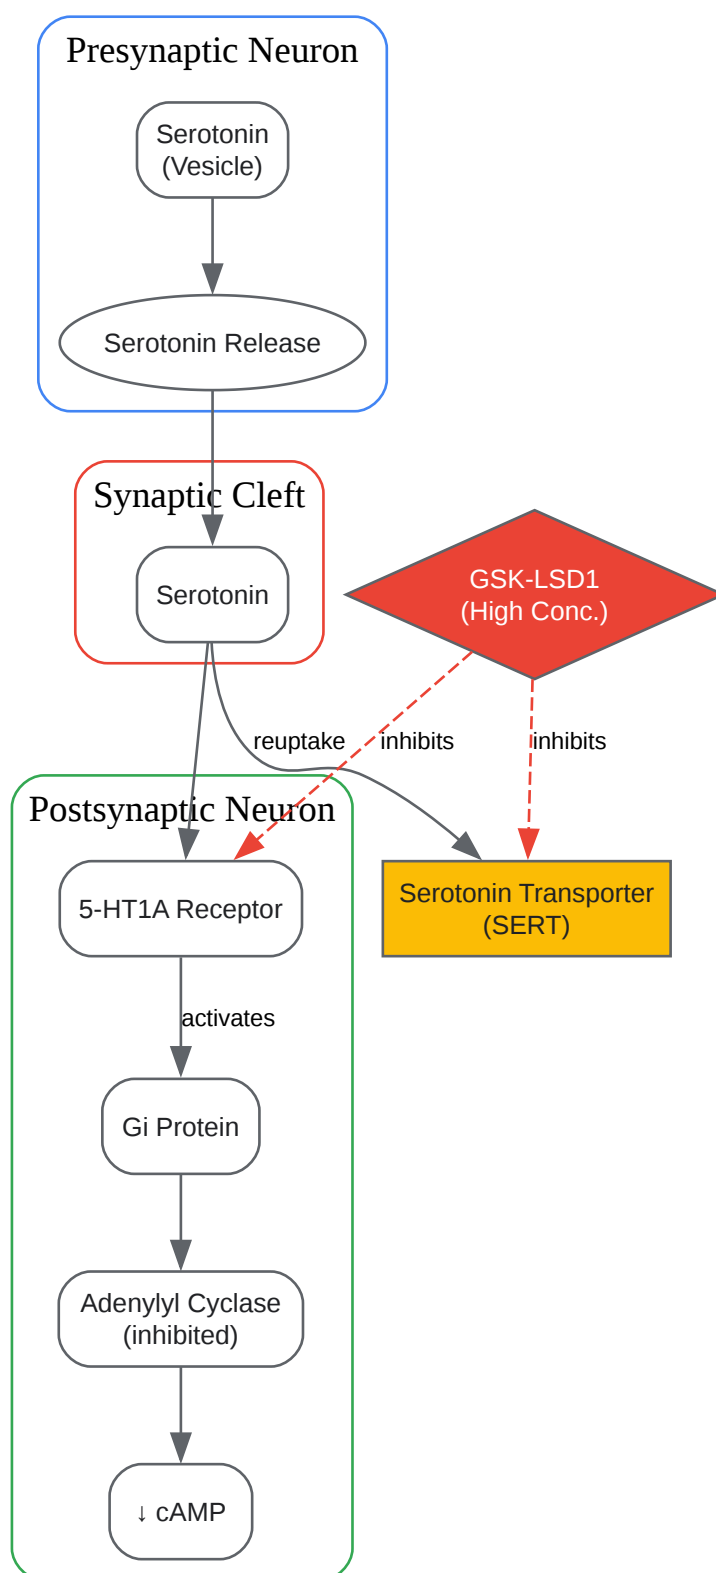 Presynaptic Neuron
Serotonin
(Vesicle)
Serotonin Release
Synaptic Cleft
Serotonin
GSK-LSD1
(High Conc.)
reuptake
inhibits
inhibits
Postsynaptic Neuron
5-HT1A Receptor
Serotonin Transporter
(SERT)
activates
Gi Protein
Adenylyl Cyclase
(inhibited)
↓ cAMP